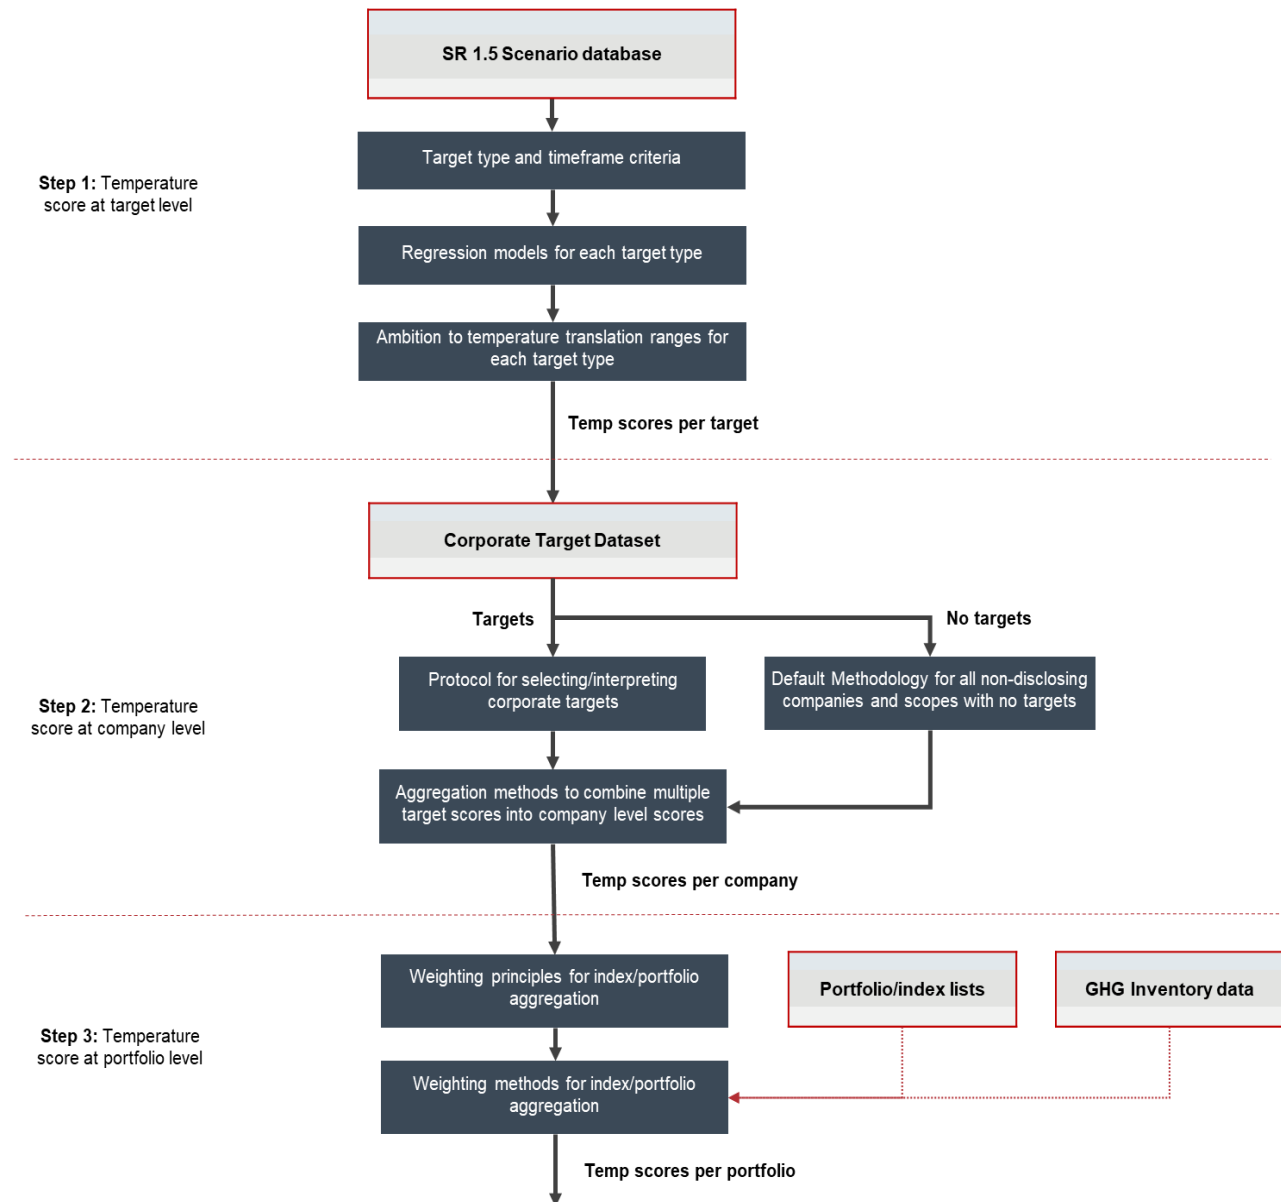 SR 1.5 Scenario database
Target type and timeframe criteria
Step 1: Temperature
score at target level
Regression models for each target type
Ambition to temperature translation ranges for
each target type
Temp scores per target
Corporate Target Dataset
Targets
No targets
Protocol for selecting/interpreting
corporate targets
Default Methodology for all non-disclosing
companies and scopes with no targets
Step 2: Temperature
score at company level
Aggregation methods to combine multiple
target scores into company level scores
Temp scores per company
Weighting principles for index/portfolio
aggregation
Portfolio/index lists
GHG Inventory data
Step 3: Temperature
score at portfolio level
Weighting methods for index/portfolio
aggregation
Temp scores per portfolio